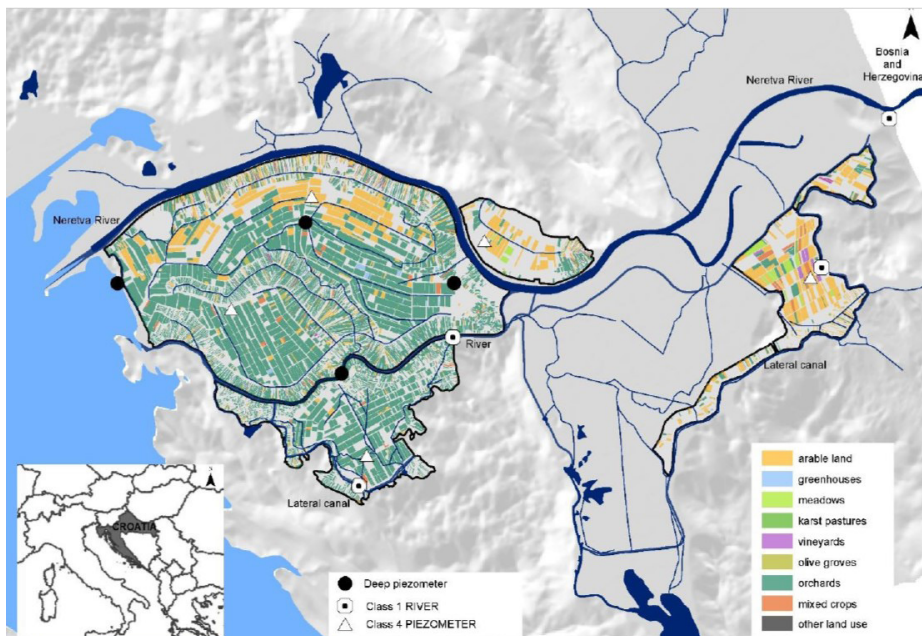 Bosnia
and
Herzegovina
Neretva River
Neretva River
River
Lateral canal
Lateral canal
CROATIA
Deep piezometer
Class 1 RIVER
Class 4 PIEZOMETER
arable land
greenhouses
meadows
karst pastures
vineyards
olive groves
orchards
mixed crops
other land use